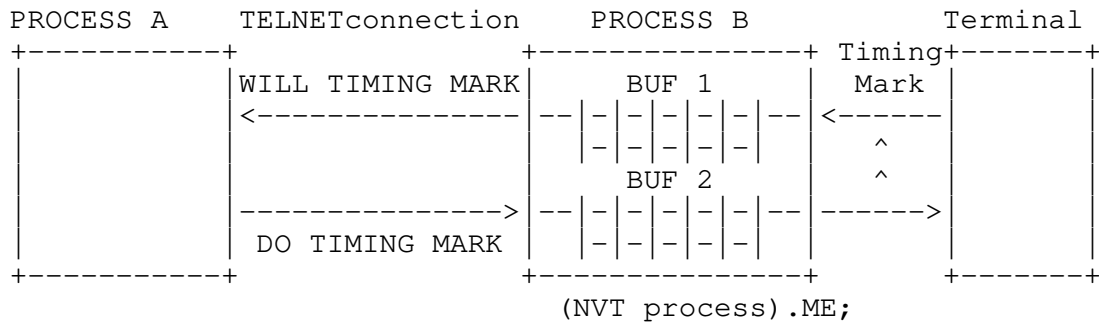 PROCESS A TELNETconnection PROCESS B Terminal
+-----------+ +---------------+ Timing+-------+
| |WILL TIMING MARK| BUF 1 | Mark | |
| |<---------------|--|-|-|-|-|--|<------| |
| | | |-|-|-|-| | ^ | |
| | | BUF 2 | ^ | |
| |--------------->|--|-|-|-|-|--|------>| |
| | DO TIMING MARK | |-|-|-|-| | | |
+-----------+ +---------------+ +-------+
(NVT process).ME;